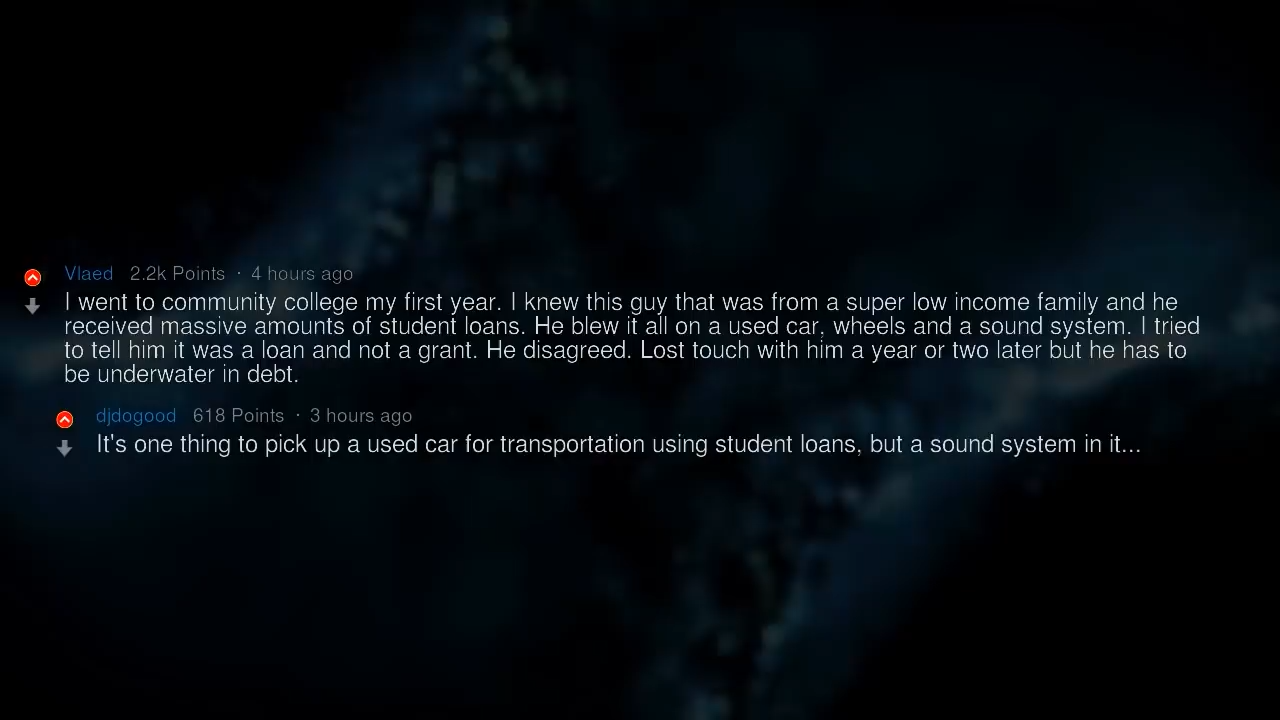 Vlaed 2.2k Points · 4 hours ago
I went to community college my first year. I knew this guy that was from a super low income family and he
received massive amounts of student loans. He blew it all on a used car, wheels and a sound system. I tried
to tell him it was a loan and not a grant. He disagreed. Lost touch with him a year or two later but he has to
be underwater in debt.
djdogood 618 Points · 3 hours ago
It's one thing to pick up a used car for transportation using student loans, but a sound system in it...